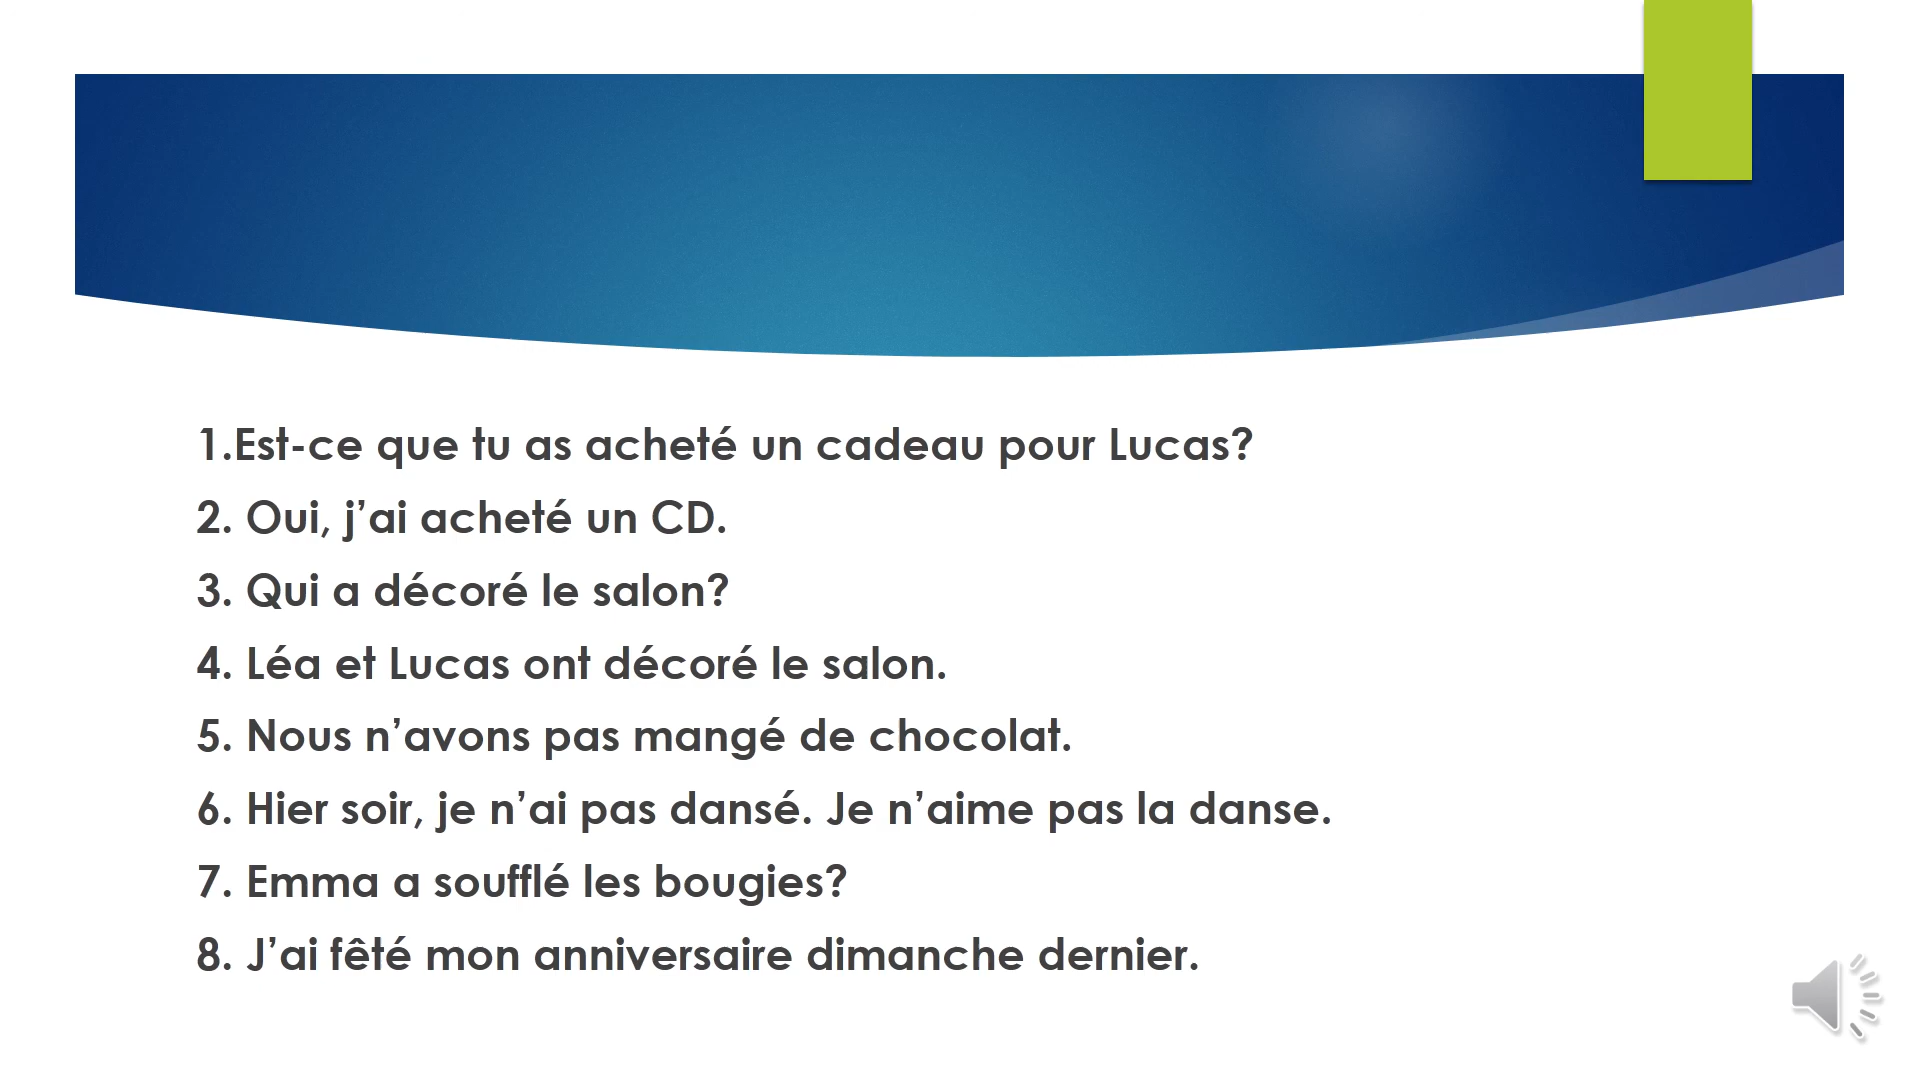 1.Est-ce que tu as acheté un cadeau pour Lucas?
2. Oui, j’ai acheté un CD.
3. Qui a décoré le salon?
4. Léa et Lucas ont décoré le salon.
5. Nous n’avons pas mangé de chocolat.
6. Hier soir, je n’ai pas dansé. Je n’aime pas la danse.
7. Emma a soufflé les bougies?
8. J’ai fêté mon anniversaire dimanche dernier.